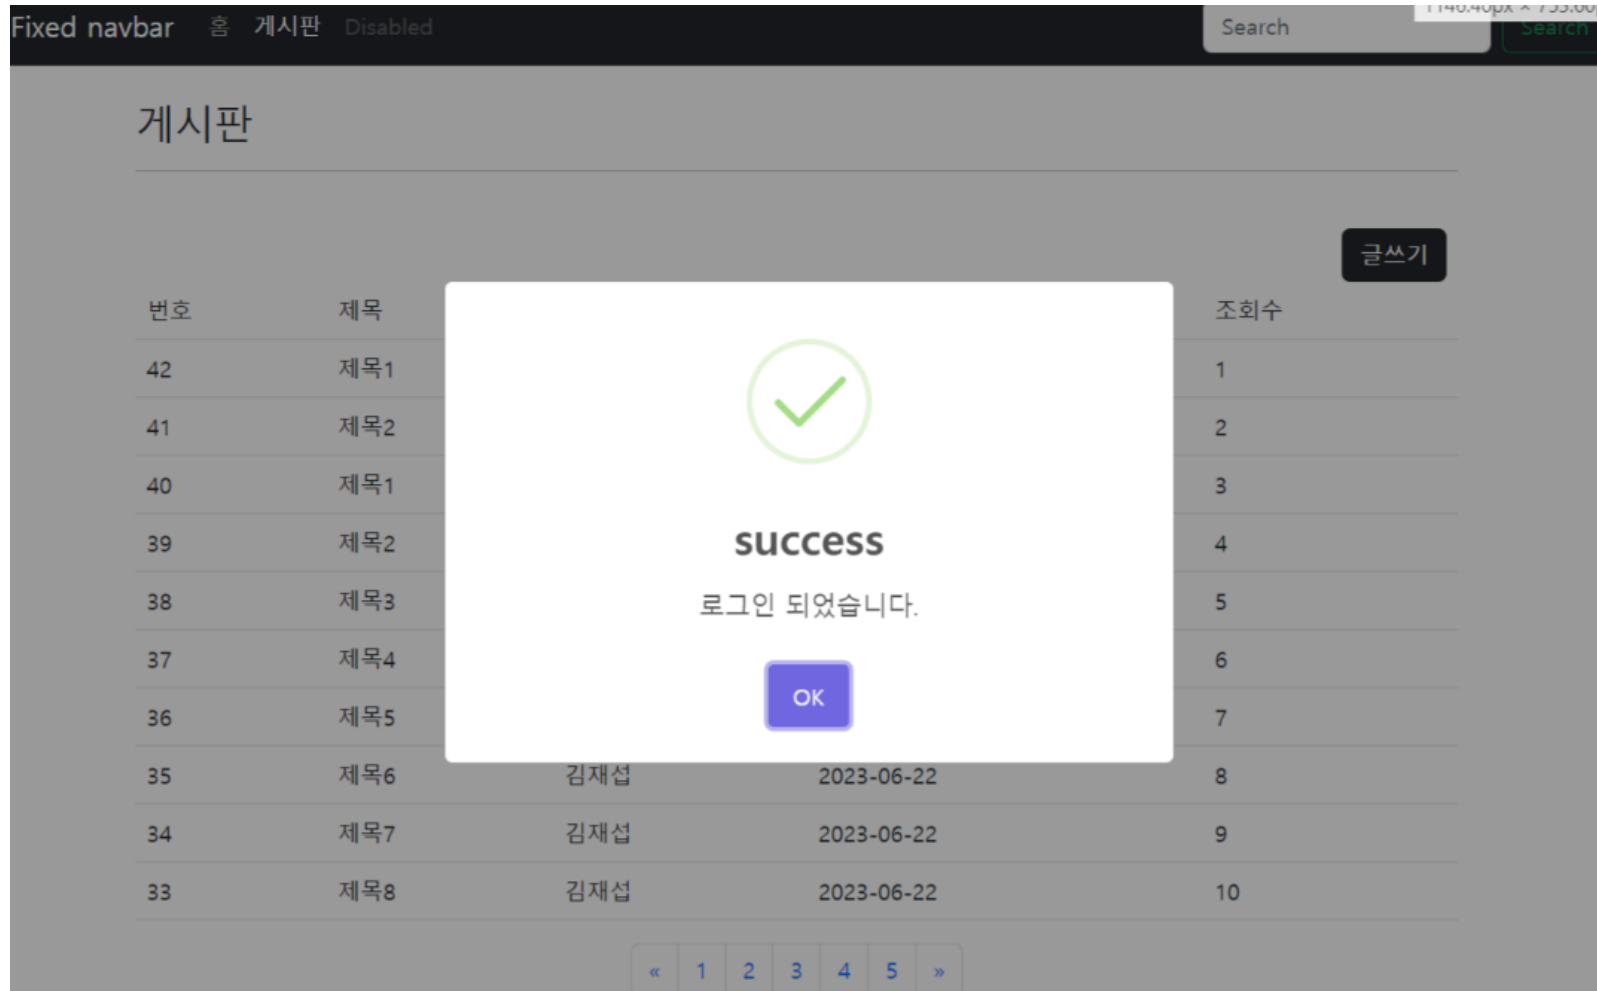 Fixed navbar 홈 게시판 Disabled Search Search
게시판
글쓰기
번호 제목 조회수
42 제목1 1
41 제목2 2
40 제목1 3
39 제목2 4
38 제목3 5
37 제목4 6
36 제목5 7
success
로그인 되었습니다.
OK
35 제목6 김재섭 2023-06-22 8
34 제목7 김재섭 2023-06-22 9
33 제목8 김재섭 2023-06-22 10
« 1 2 3 4 5 »